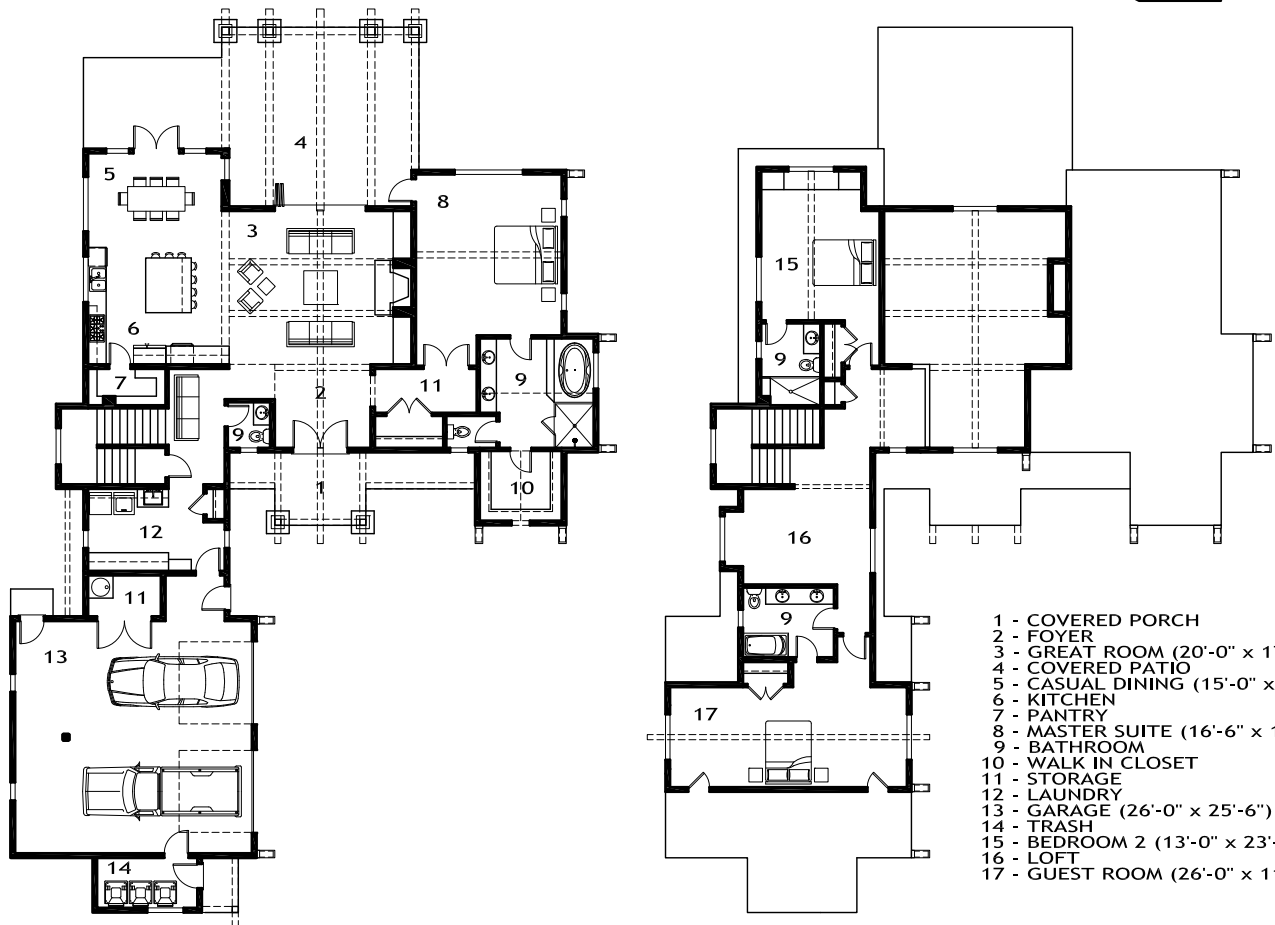 4
5
8
3
15
6
9
9
7
11
2
9
1
10
12
16
11
9
13
17
14
1 - COVERED PORCH
2 - FOYER
3 - GREAT ROOM (20'-0" x
4 - COVERED PATIO
5 - CASUAL DINING (15'-0" x
6 - KITCHEN
7 - PANTRY
8 - MASTER SUITE (16'-6" x
9 - BATHROOM
10 - WALK IN CLOSET
11 - STORAGE
12 - LAUNDRY
13 - GARAGE (26'-0" x 25'-6")
14 - TRASH
15 - BEDROOM 2 (13'-0" x 23'-
16 - LOFT
17 - GUEST ROOM (26'-0" x